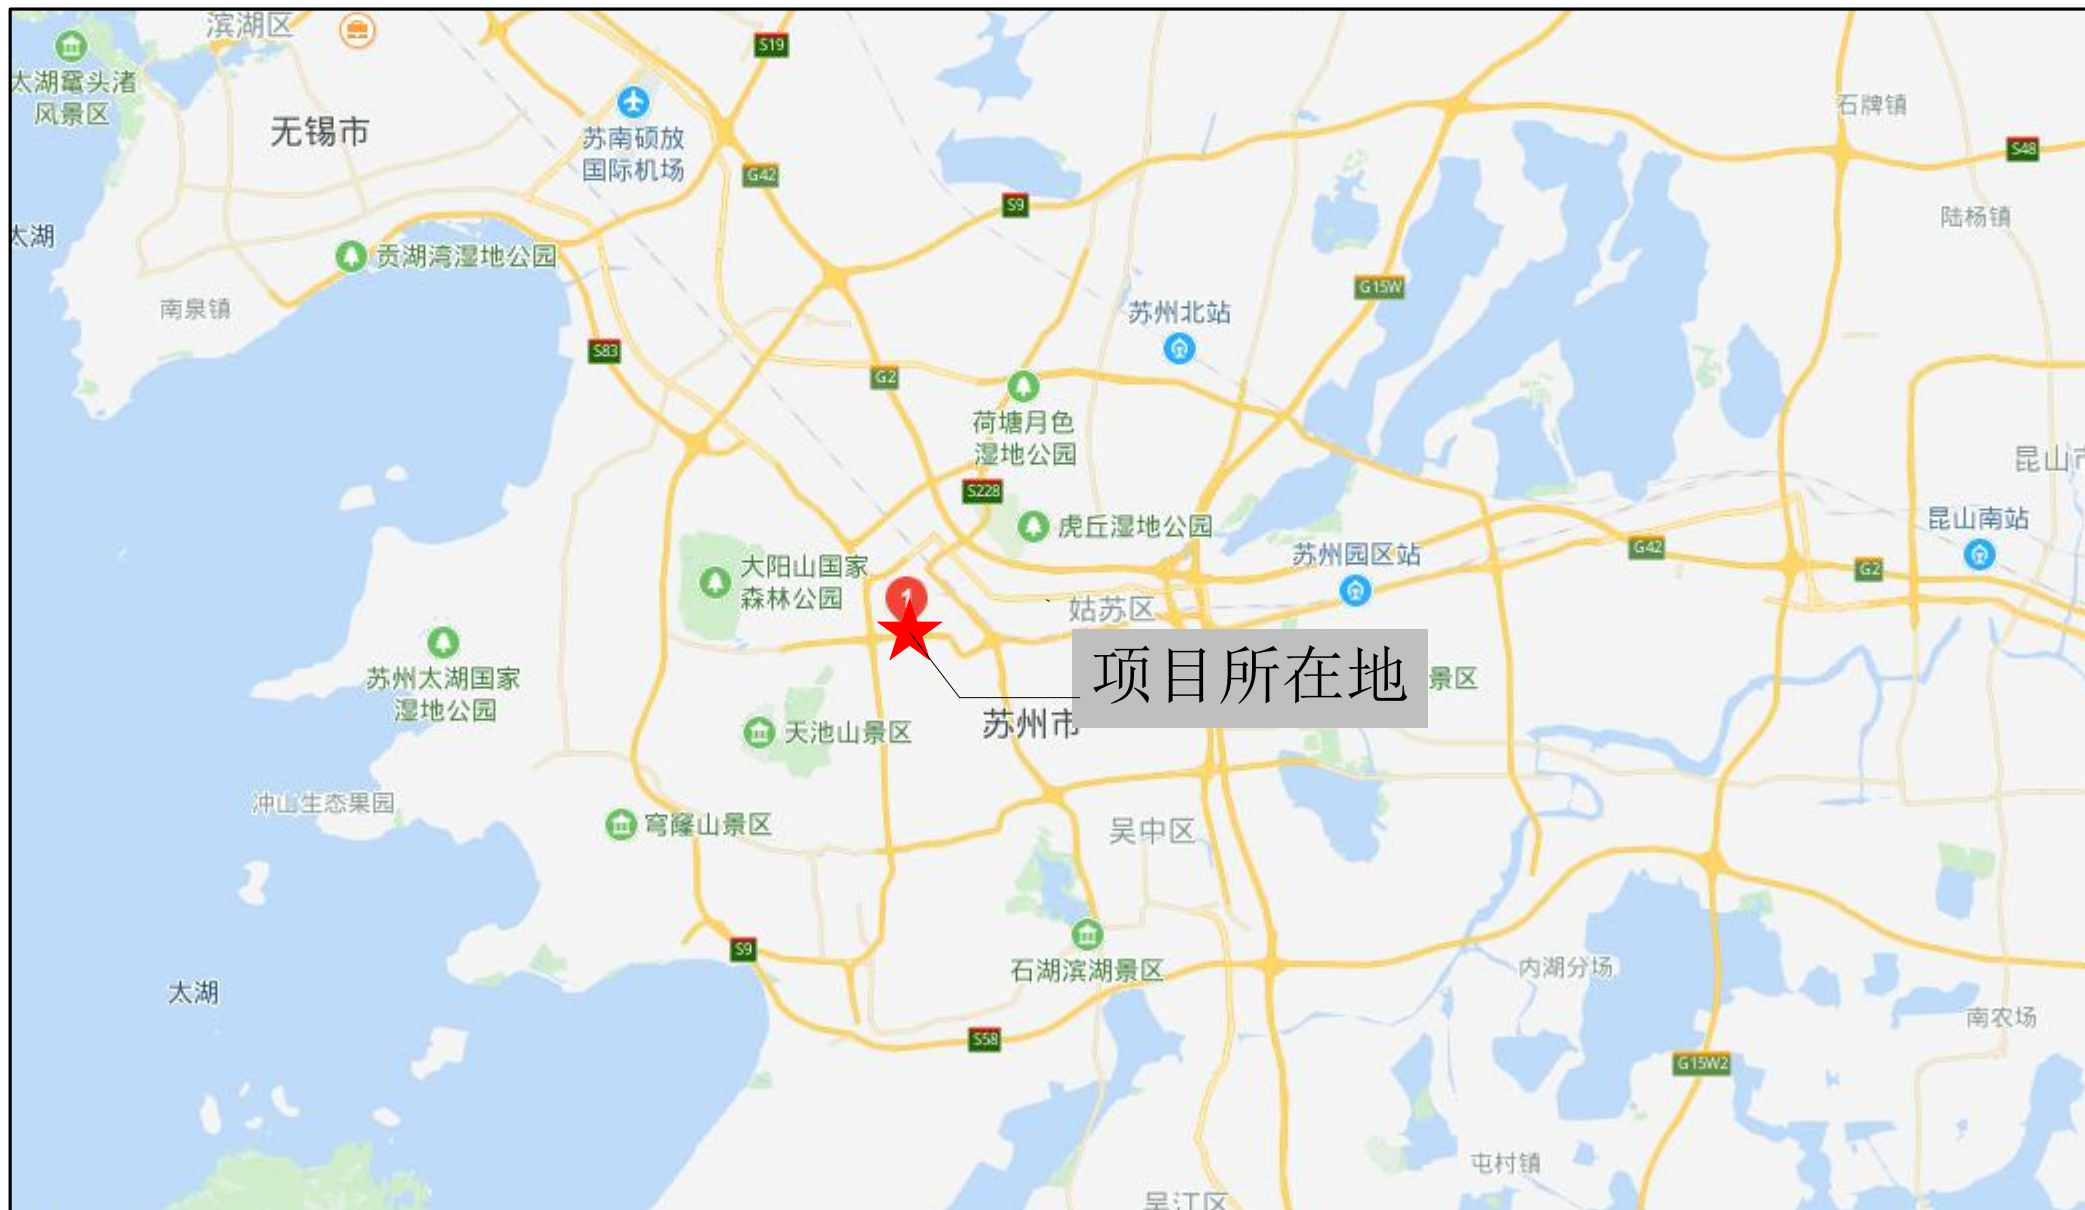 滨湖区
S19
太湖鼋头渚
风景区
无锡市
苏南硕放
国际机场
G42
石牌镇
S48
S9
陆杨镇
太湖
贡湖湾湿地公园
南泉镇
G15W
苏州北站
S83
G2
荷塘月色
湿地公园
昆山市
S228
虎丘湿地公园
昆山南站
苏州园区站
G42
G2
大阳山国家
森林公园
1
姑苏区
项目所在地
景区
苏州太湖国家
湿地公园
天池山景区
苏州市
冲山生态果园
穹窿山景区
吴中区
S9
石湖滨湖景区
内湖分场
太湖
南农场
S58
G15W2
屯村镇
吴江区